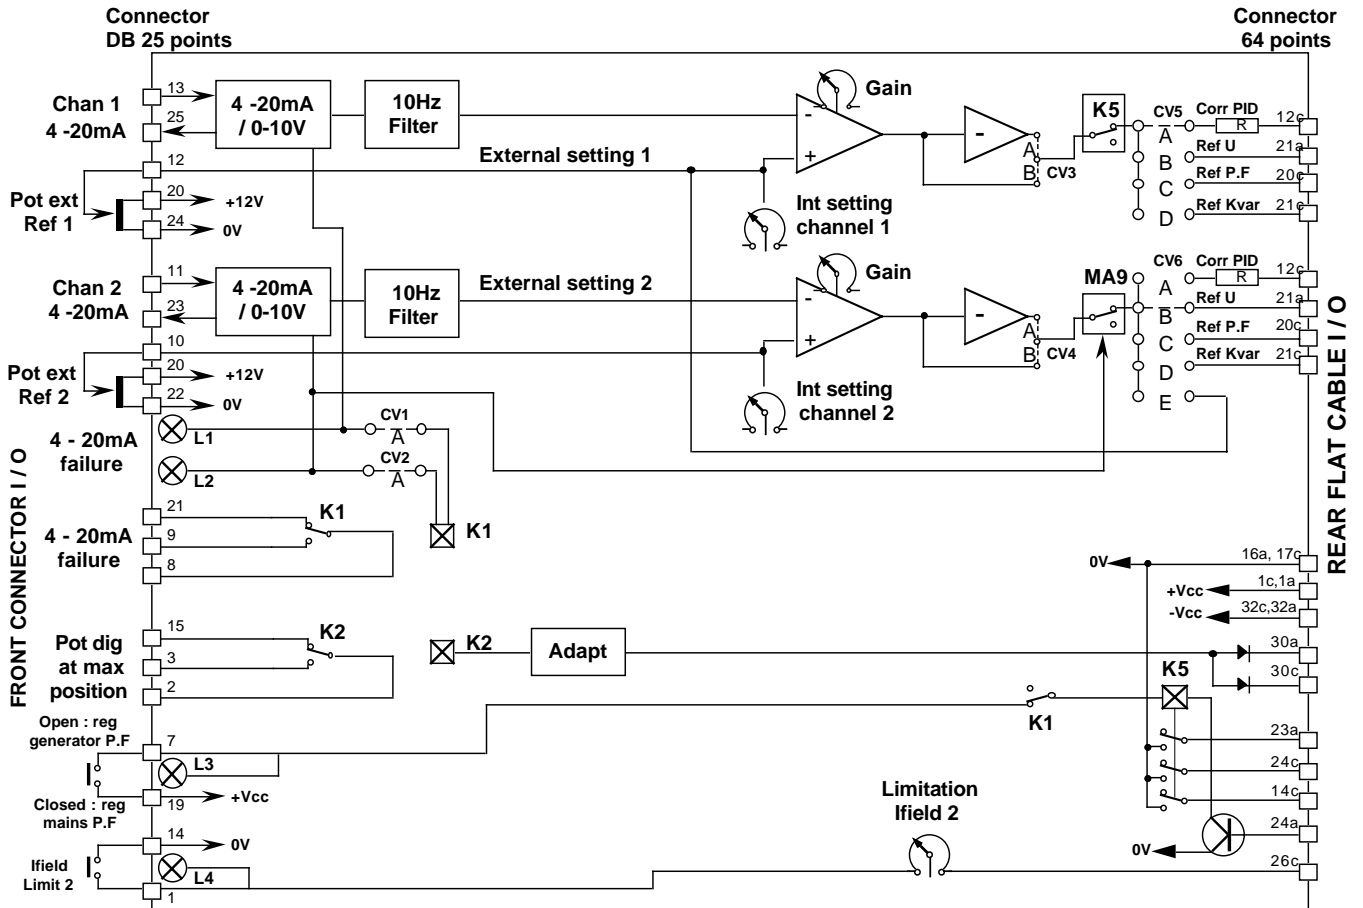 Connector
DB 25 points
Connector
64 points
Chan 1
4 -20mA
13
25
4 -20mA
/ 0-10V
10Hz
Filter
Gain
-
+
-
A
B
CV3
K5
CV5
A
B
C
D
Corr PID
R
12c
Ref U
21a
Ref P.F
20c
Ref Kvar
21c
12
External setting 1
Pot ext
Ref 1
20
+12V
24
0V
Int setting
channel 1
Chan 2
4 -20mA
11
23
4 -20mA
/ 0-10V
10Hz
Filter
External setting 2
Gain
-
+
-
A
B
CV4
MA9
CV6
A
B
C
D
E
Corr PID
R
12c
Ref U
21a
Ref P.F
20c
Ref Kvar
21c
10
Pot ext
Ref 2
20
+12V
22
0V
Int setting
channel 2
4 - 20mA
failure
L1
L2
CV1
A
CV2
A
K1
FRONT CONNECTOR I / O
REAR FLAT CABLE I / O
4 - 20mA
failure
21
9
8
K1
0V
16a, 17c
+Vcc
1c,1a
-Vcc
32c,32a
Pot dig
at max
position
15
3
2
K2
K2
Adapt
30a
30c
Open : reg
generator P.F
7
L3
K1
K5
23a
24c
14c
Closed : reg
mains P.F
19
+Vcc
24a
0V
Ifield
Limit 2
14
0V
L4
1
Limitation
Ifield 2
26c